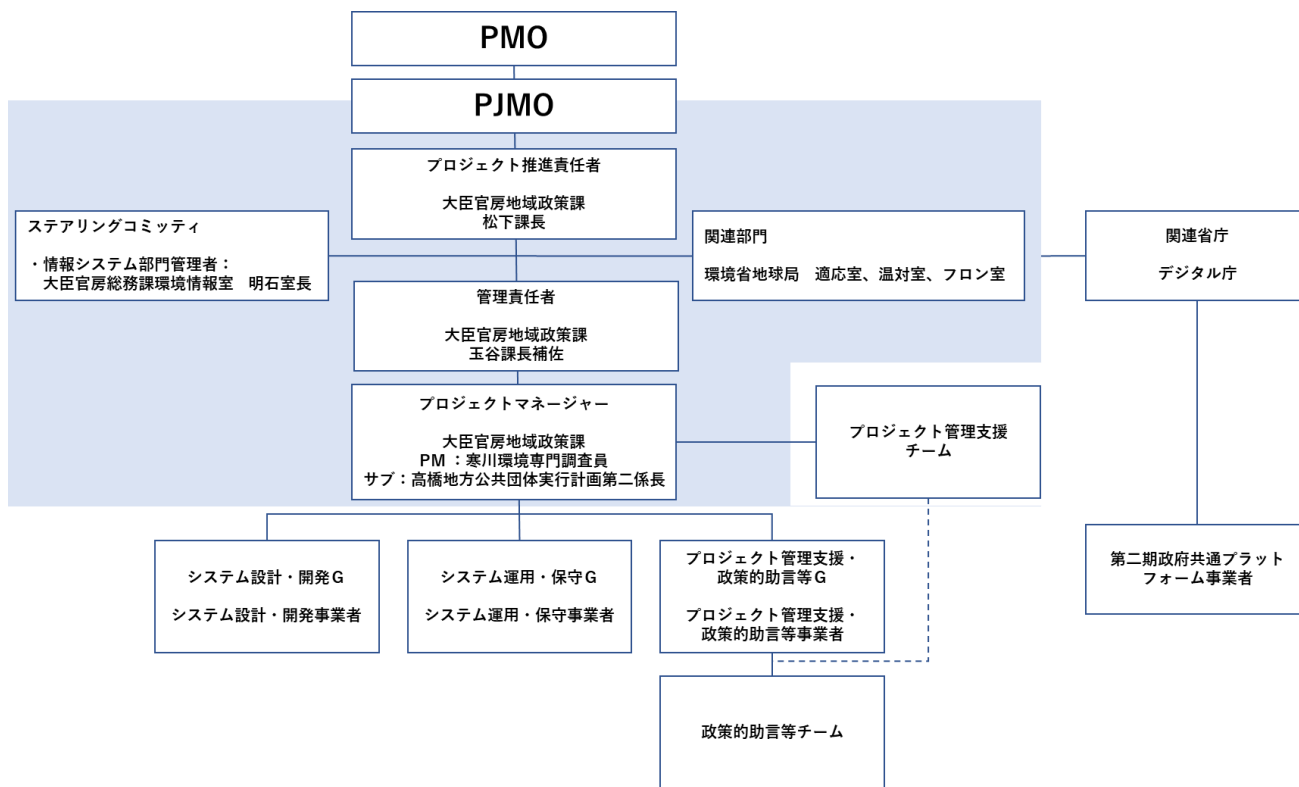 PMO
PJMO
プロジェクト推進責任者
大臣官房地域政策課
松下課長
ステアリングコミッティ
・情報システム部門管理者：
大臣官房総務課環境情報室　明石室長
関連部門
環境省地球局　適応室、温対室、フロン室
関連省庁
デジタル庁
管理責任者
大臣官房地域政策課
玉谷課長補佐
プロジェクトマネージャー
大臣官房地域政策課
PM ：寒川環境専門調査員
サブ：高橋地方公共団体実行計画第二係長
プロジェクト管理支援
チーム
システム設計・開発Ｇ
システム設計・開発事業者
システム運用・保守Ｇ
システム運用・保守事業者
プロジェクト管理支援・
政策的助言等Ｇ
プロジェクト管理支援・
政策的助言等事業者
第二期政府共通プラット
フォーム事業者
政策的助言等チーム